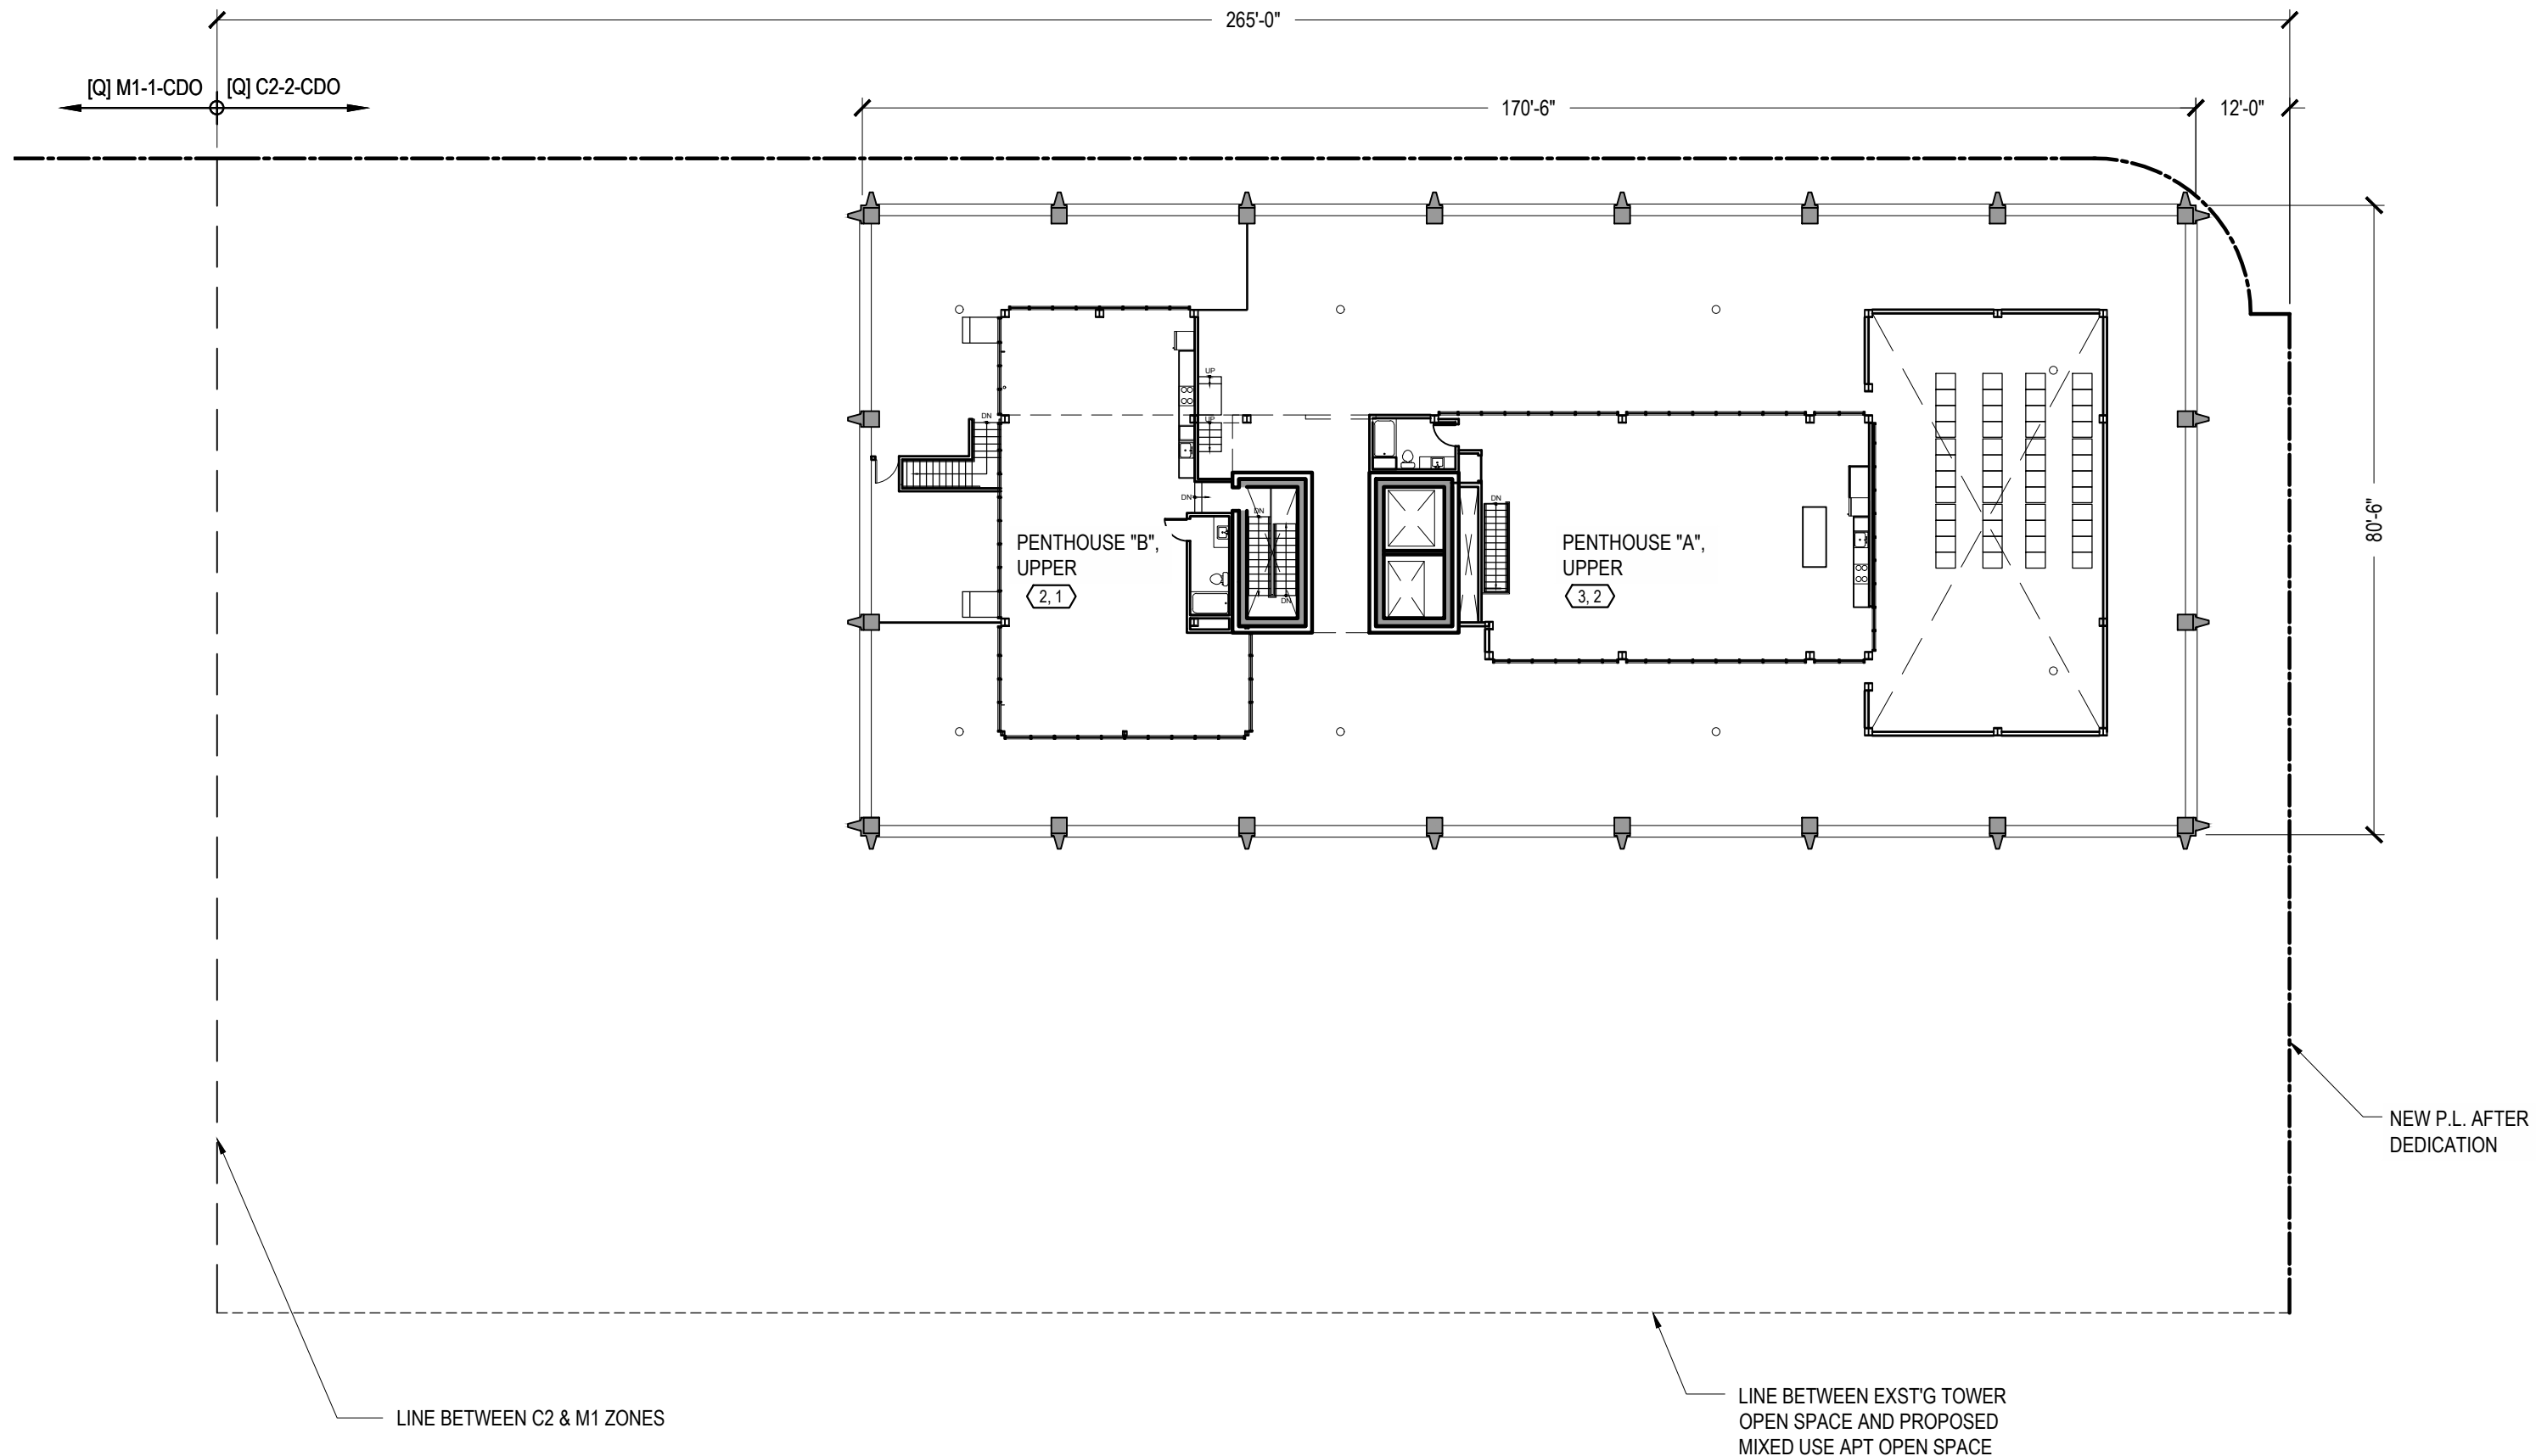 265'-0"
[Q] M1-1-CDO
[Q] C2-2-CDO
170'-6"
12'-0"
UP
UP
DN
DN
DN
DN
DN
80'-6"
PENTHOUSE "B",
UPPER
2, 1
PENTHOUSE "A",
UPPER
3, 2
NEW P.L. AFTER
DEDICATION
LINE BETWEEN C2 & M1 ZONES
LINE BETWEEN EXST'G TOWER
OPEN SPACE AND PROPOSED
MIXED USE APT OPEN SPACE